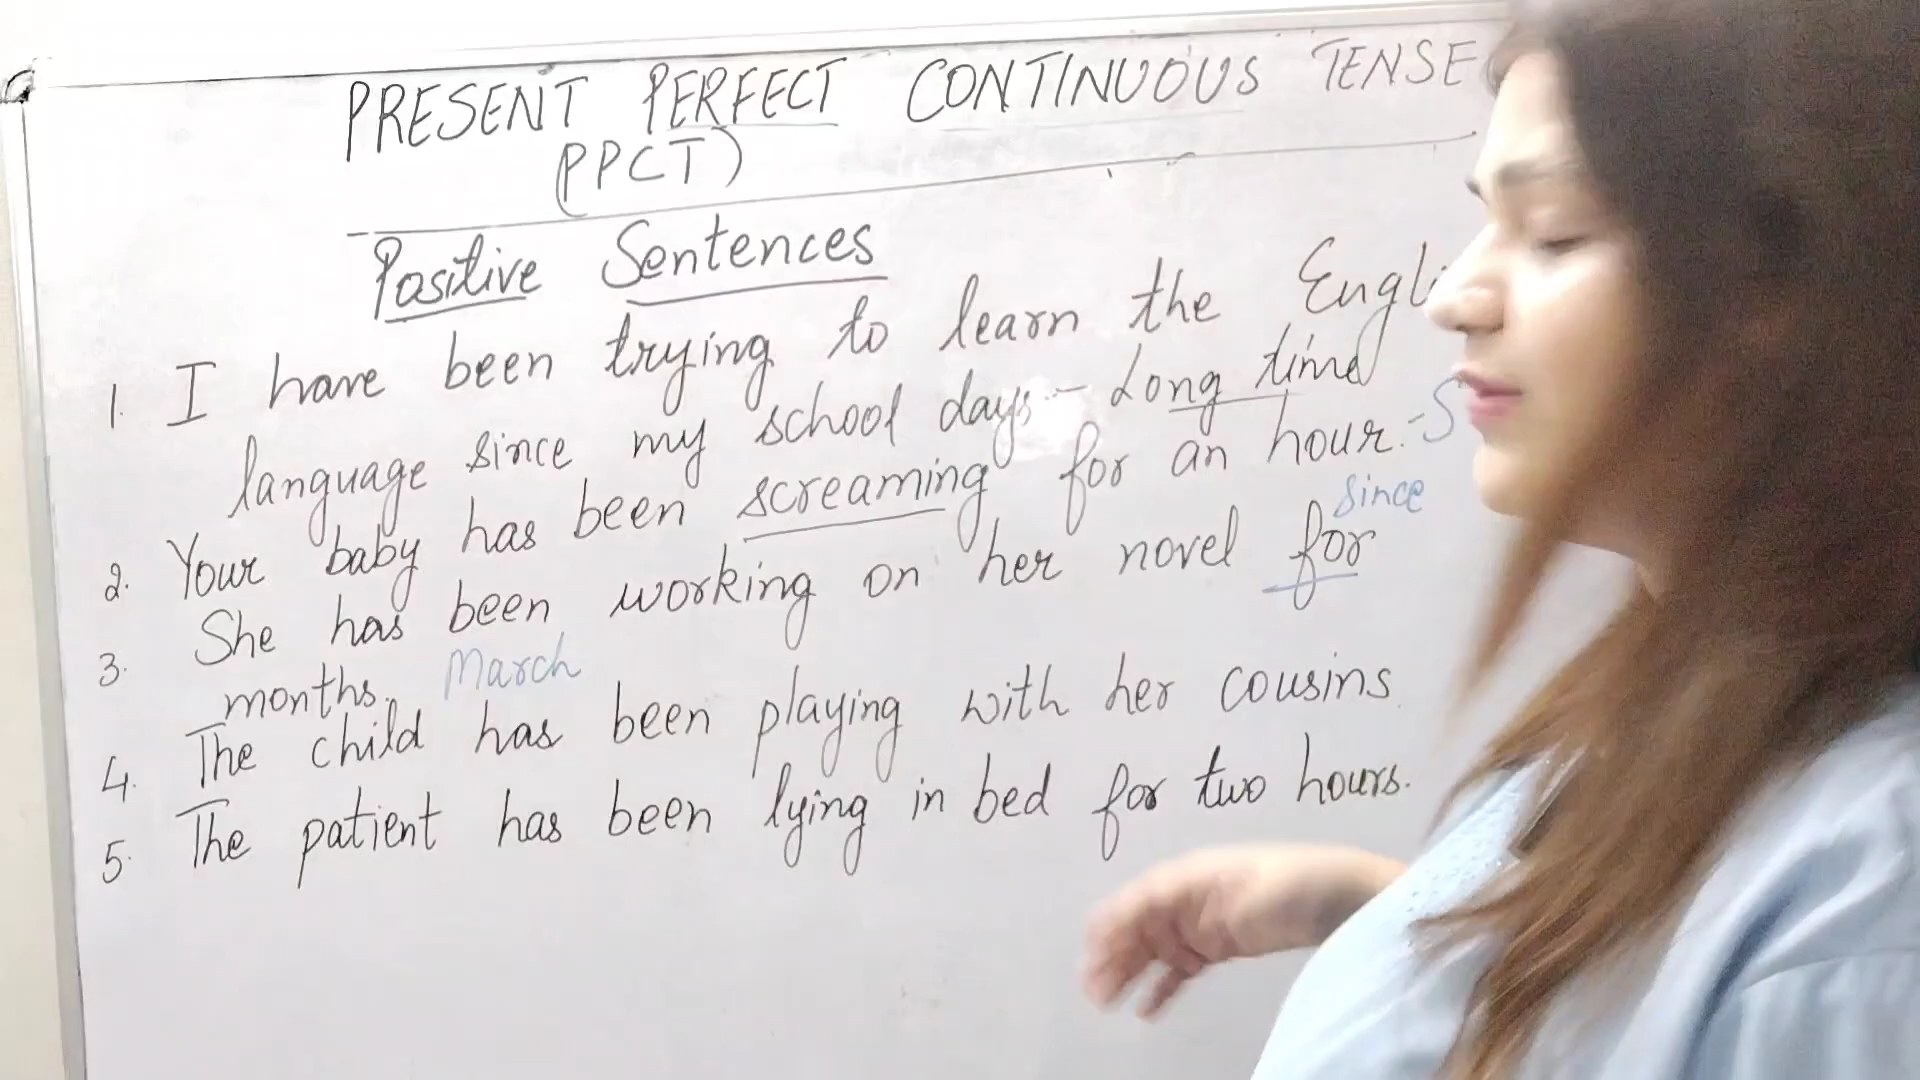 PRESENT PERFECT CONTINUOUS TENSE
(PPCT)
Positive Sentences
1. I have been trying to learn the Engli
language since my school days - Long time
2. Your baby has been screaming for an hour. - S
since
3. She has been working on her novel for
months. March
4. The child has been playing with her cousins.
5. The patient has been lying in bed for two hours.